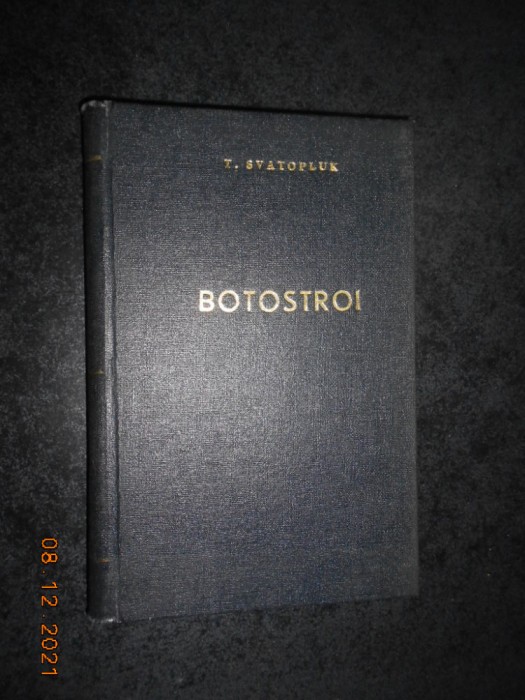 T. SVATOPLUK
BOTOSTROI
08.12.2021